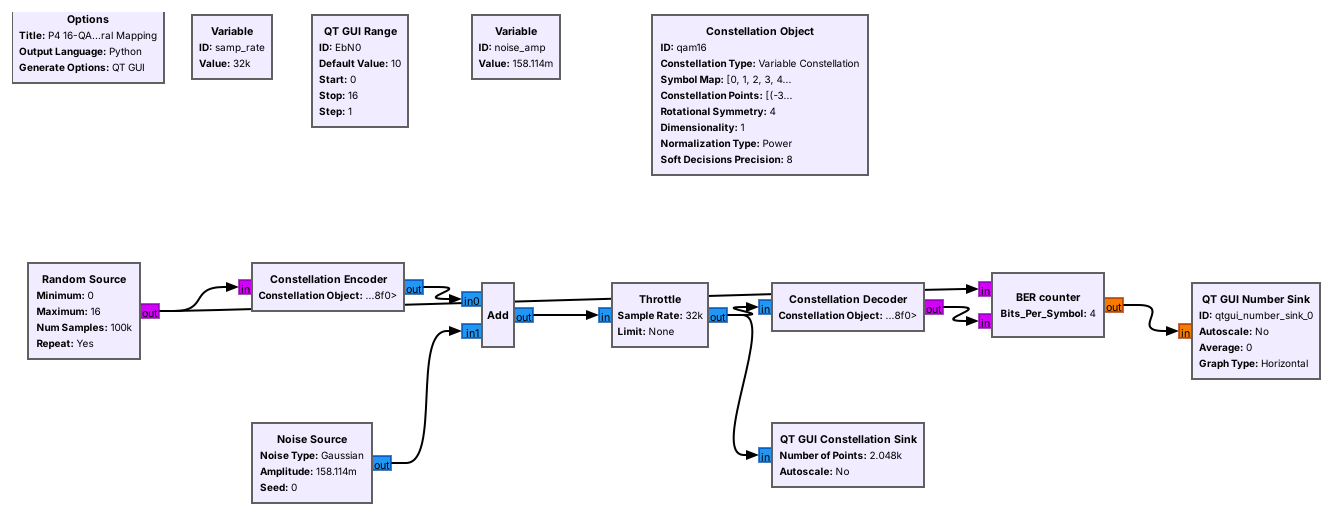 Options
Title: P4 16-QA...ral Mapping
Output Language: Python
Generate Options: QT GUI
Variable
ID: samp_rate
Value: 32k
QT GUI Range
ID: EbN0
Default Value: 10
Start: 0
Stop: 16
Step: 1
Variable
ID: noise_amp
Value: 158.114m
Constellation Object
ID: qam16
Constellation Type: Variable Constellation
Symbol Map: [0, 1, 2, 3, 4...
Constellation Points: [(-3...
Rotational Symmetry: 4
Dimensionality: 1
Normalization Type: Power
Soft Decisions Precision: 8
Random Source
Minimum: 0
Maximum: 16
Num Samples: 100k
Repeat: Yes
out
in
Constellation Encoder
Constellation Object: ...8f0>
out
in0
in1
Add
out
in
Throttle
Sample Rate: 32k
Limit: None
out
in
Constellation Decoder
Constellation Object: ...8f0>
out
in
in
BER counter
Bits_Per_Symbol: 4
out
in
QT GUI Number Sink
ID: qtgui_number_sink_0
Autoscale: No
Average: 0
Graph Type: Horizontal
Noise Source
Noise Type: Gaussian
Amplitude: 158.114m
Seed: 0
out
in
QT GUI Constellation Sink
Number of Points: 2.048k
Autoscale: No